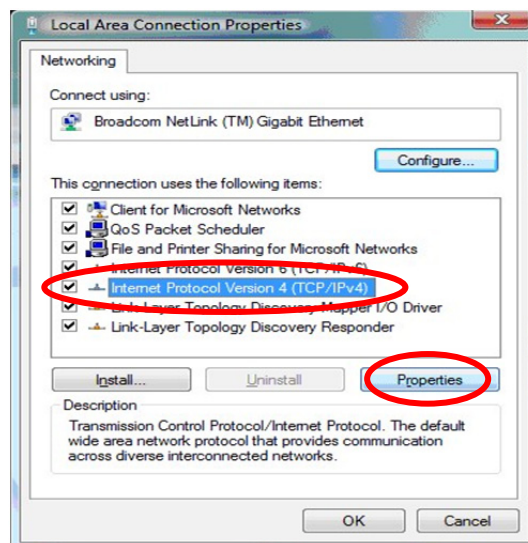 Local Area Connection Properties
Networking
Connect using:
Broadcom NetLink (TM) Gigabit Ethernet
Configure...
This connection uses the following items:
Client for Microsoft Networks
QoS Packet Scheduler
File and Printer Sharing for Microsoft Networks
Internet Protocol Version 6 (TCP/IPv6)
Internet Protocol Version 4 (TCP/IPv4)
Link-Layer Topology Discovery Mapper I/O Driver
Link-Layer Topology Discovery Responder
Install... Uninstall Properties
Description
Transmission Control Protocol/Internet Protocol. The default
wide area network protocol that provides communication
across diverse interconnected networks.
OK Cancel